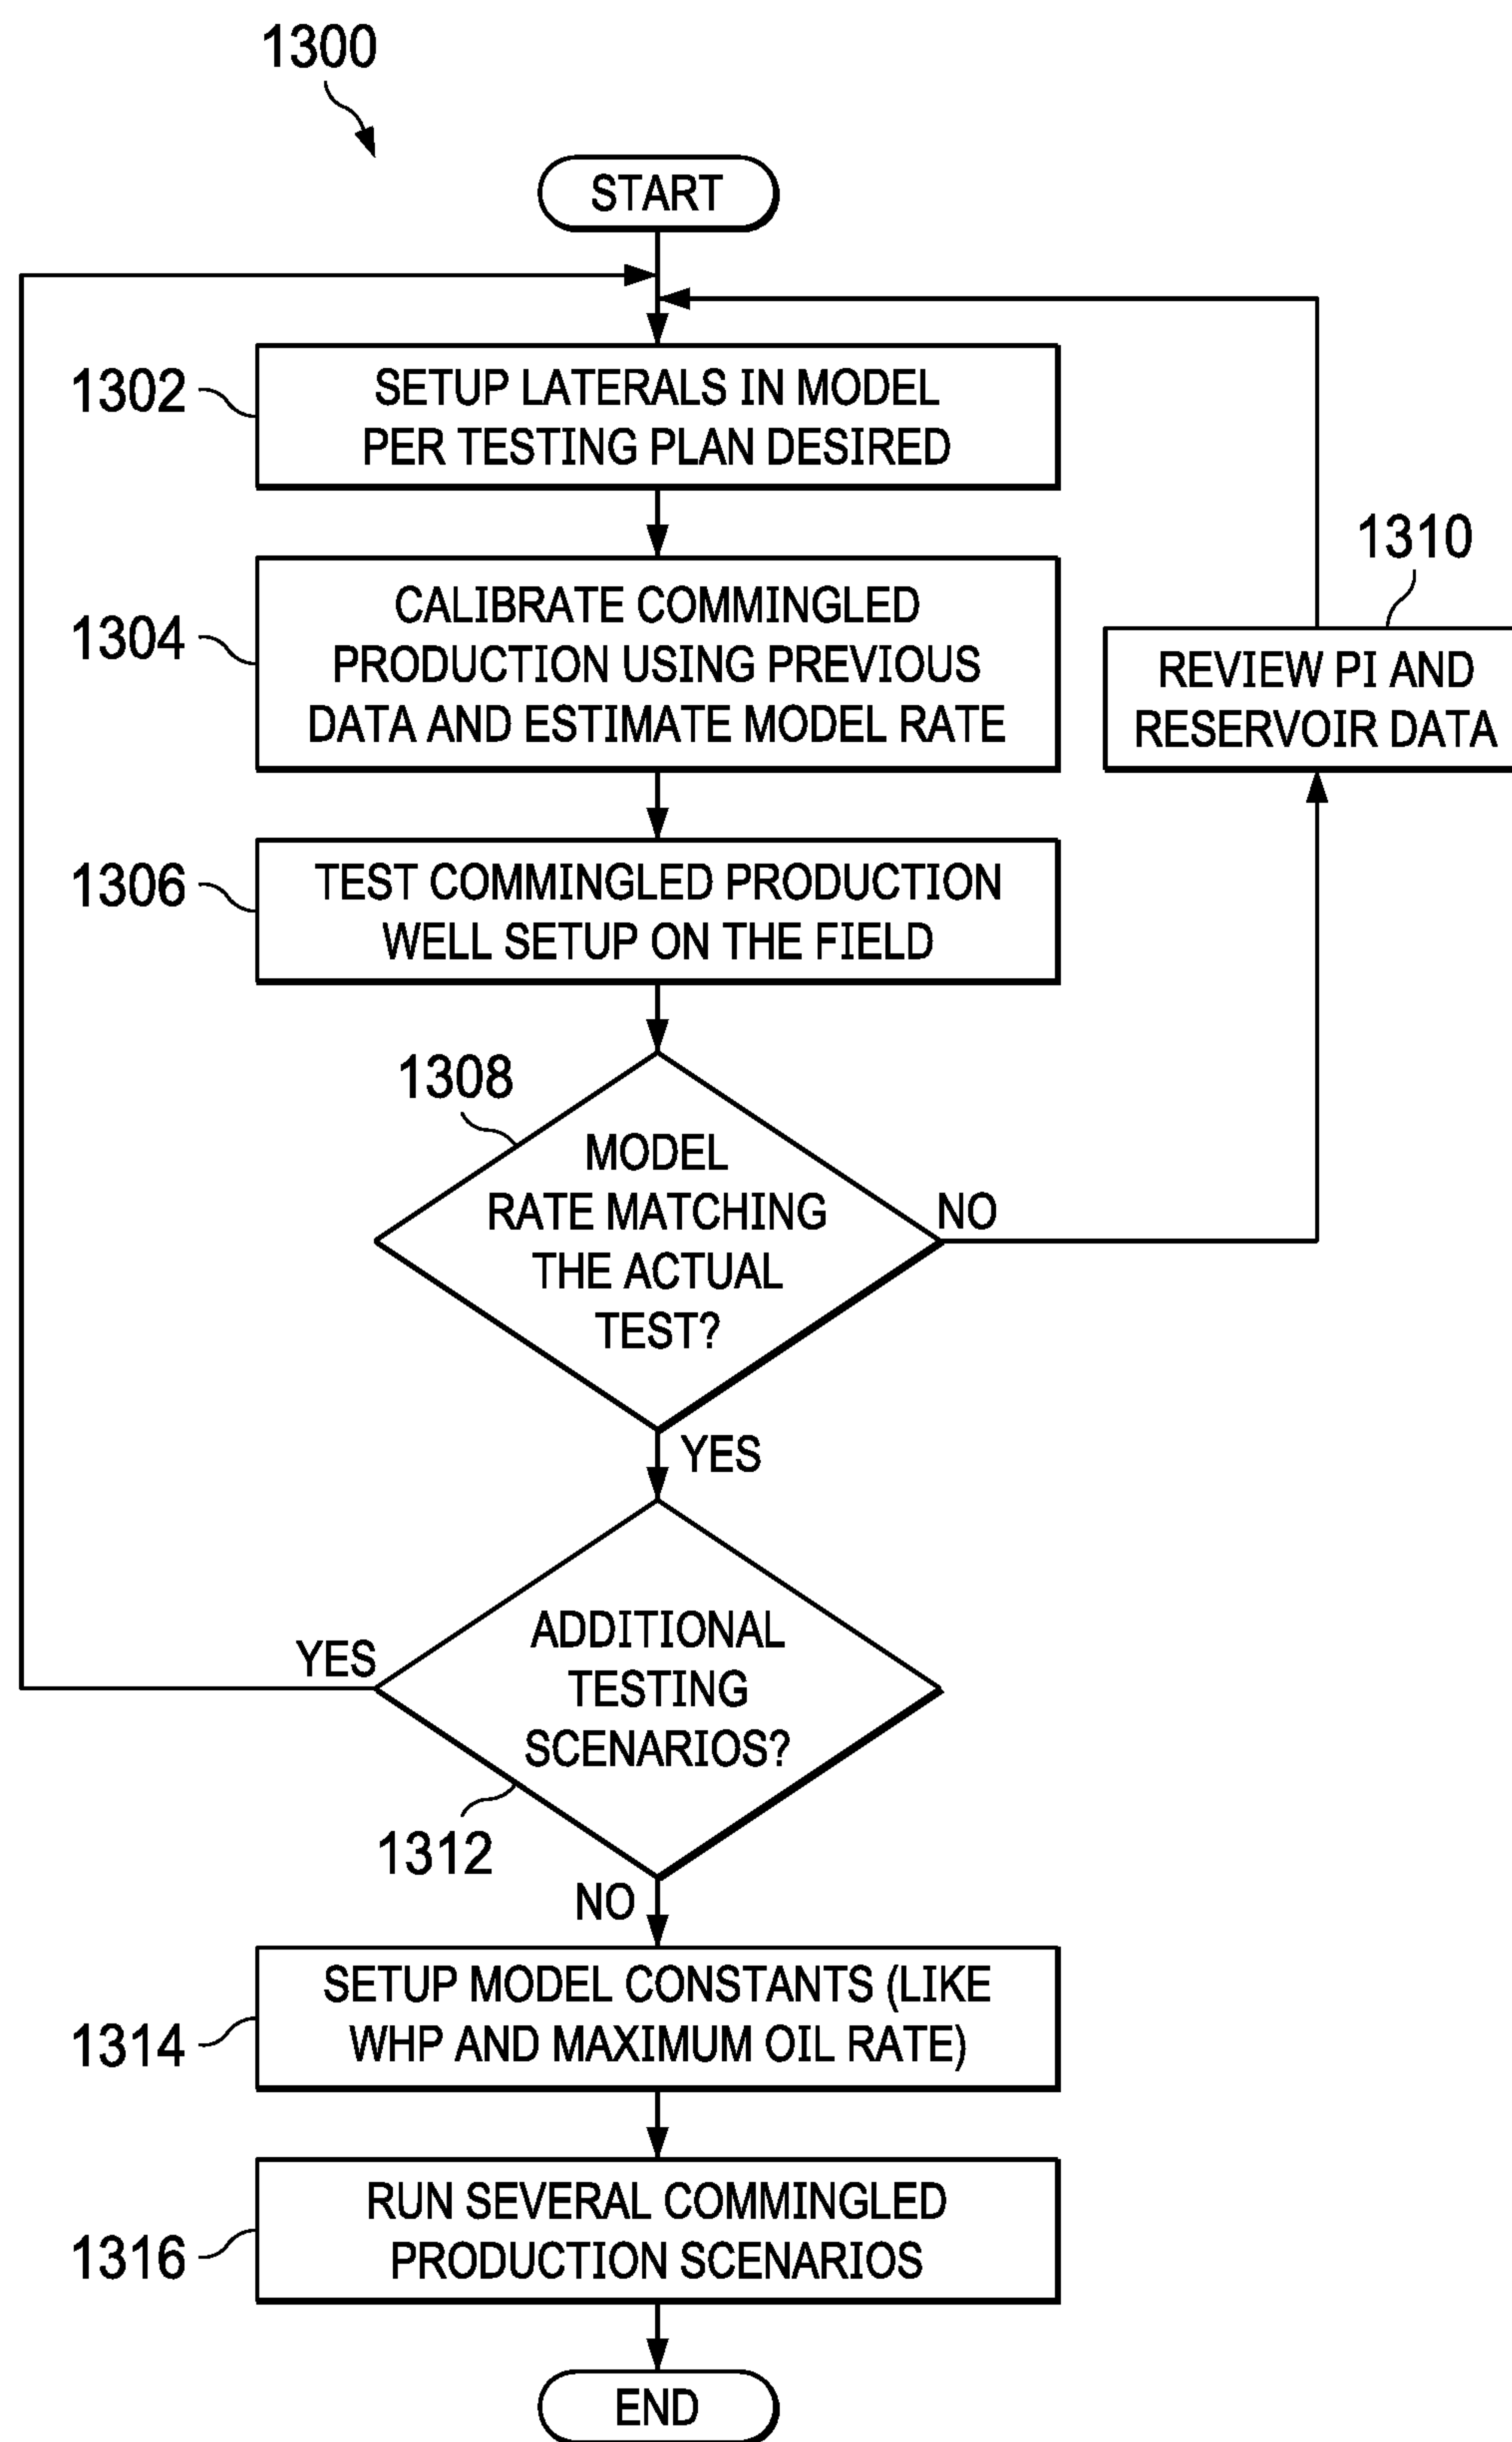 1300
START
1302
SETUP LATERALS IN MODEL
PER TESTING PLAN DESIRED
1304
CALIBRATE COMMINGLED
PRODUCTION USING PREVIOUS
DATA AND ESTIMATE MODEL RATE
1310
REVIEW PI AND
RESERVOIR DATA
1306
TEST COMMINGLED PRODUCTION
WELL SETUP ON THE FIELD
1308
MODEL
RATE MATCHING
THE ACTUAL
TEST?
NO
YES
ADDITIONAL
TESTING
SCENARIOS?
YES
1312
NO
1314
SETUP MODEL CONSTANTS (LIKE
WHP AND MAXIMUM OIL RATE)
1316
RUN SEVERAL COMMINGLED
PRODUCTION SCENARIOS
END